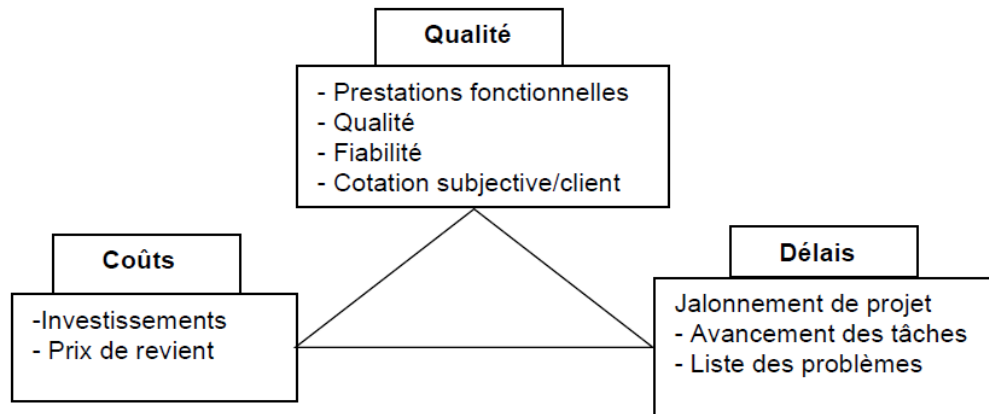 Qualité
- Prestations fonctionnelles
- Qualité
- Fiabilité
- Cotation subjective/client
Coûts
-Investissements
- Prix de revient
Délais
Jalonnement de projet
- Avancement des tâches
- Liste des problèmes